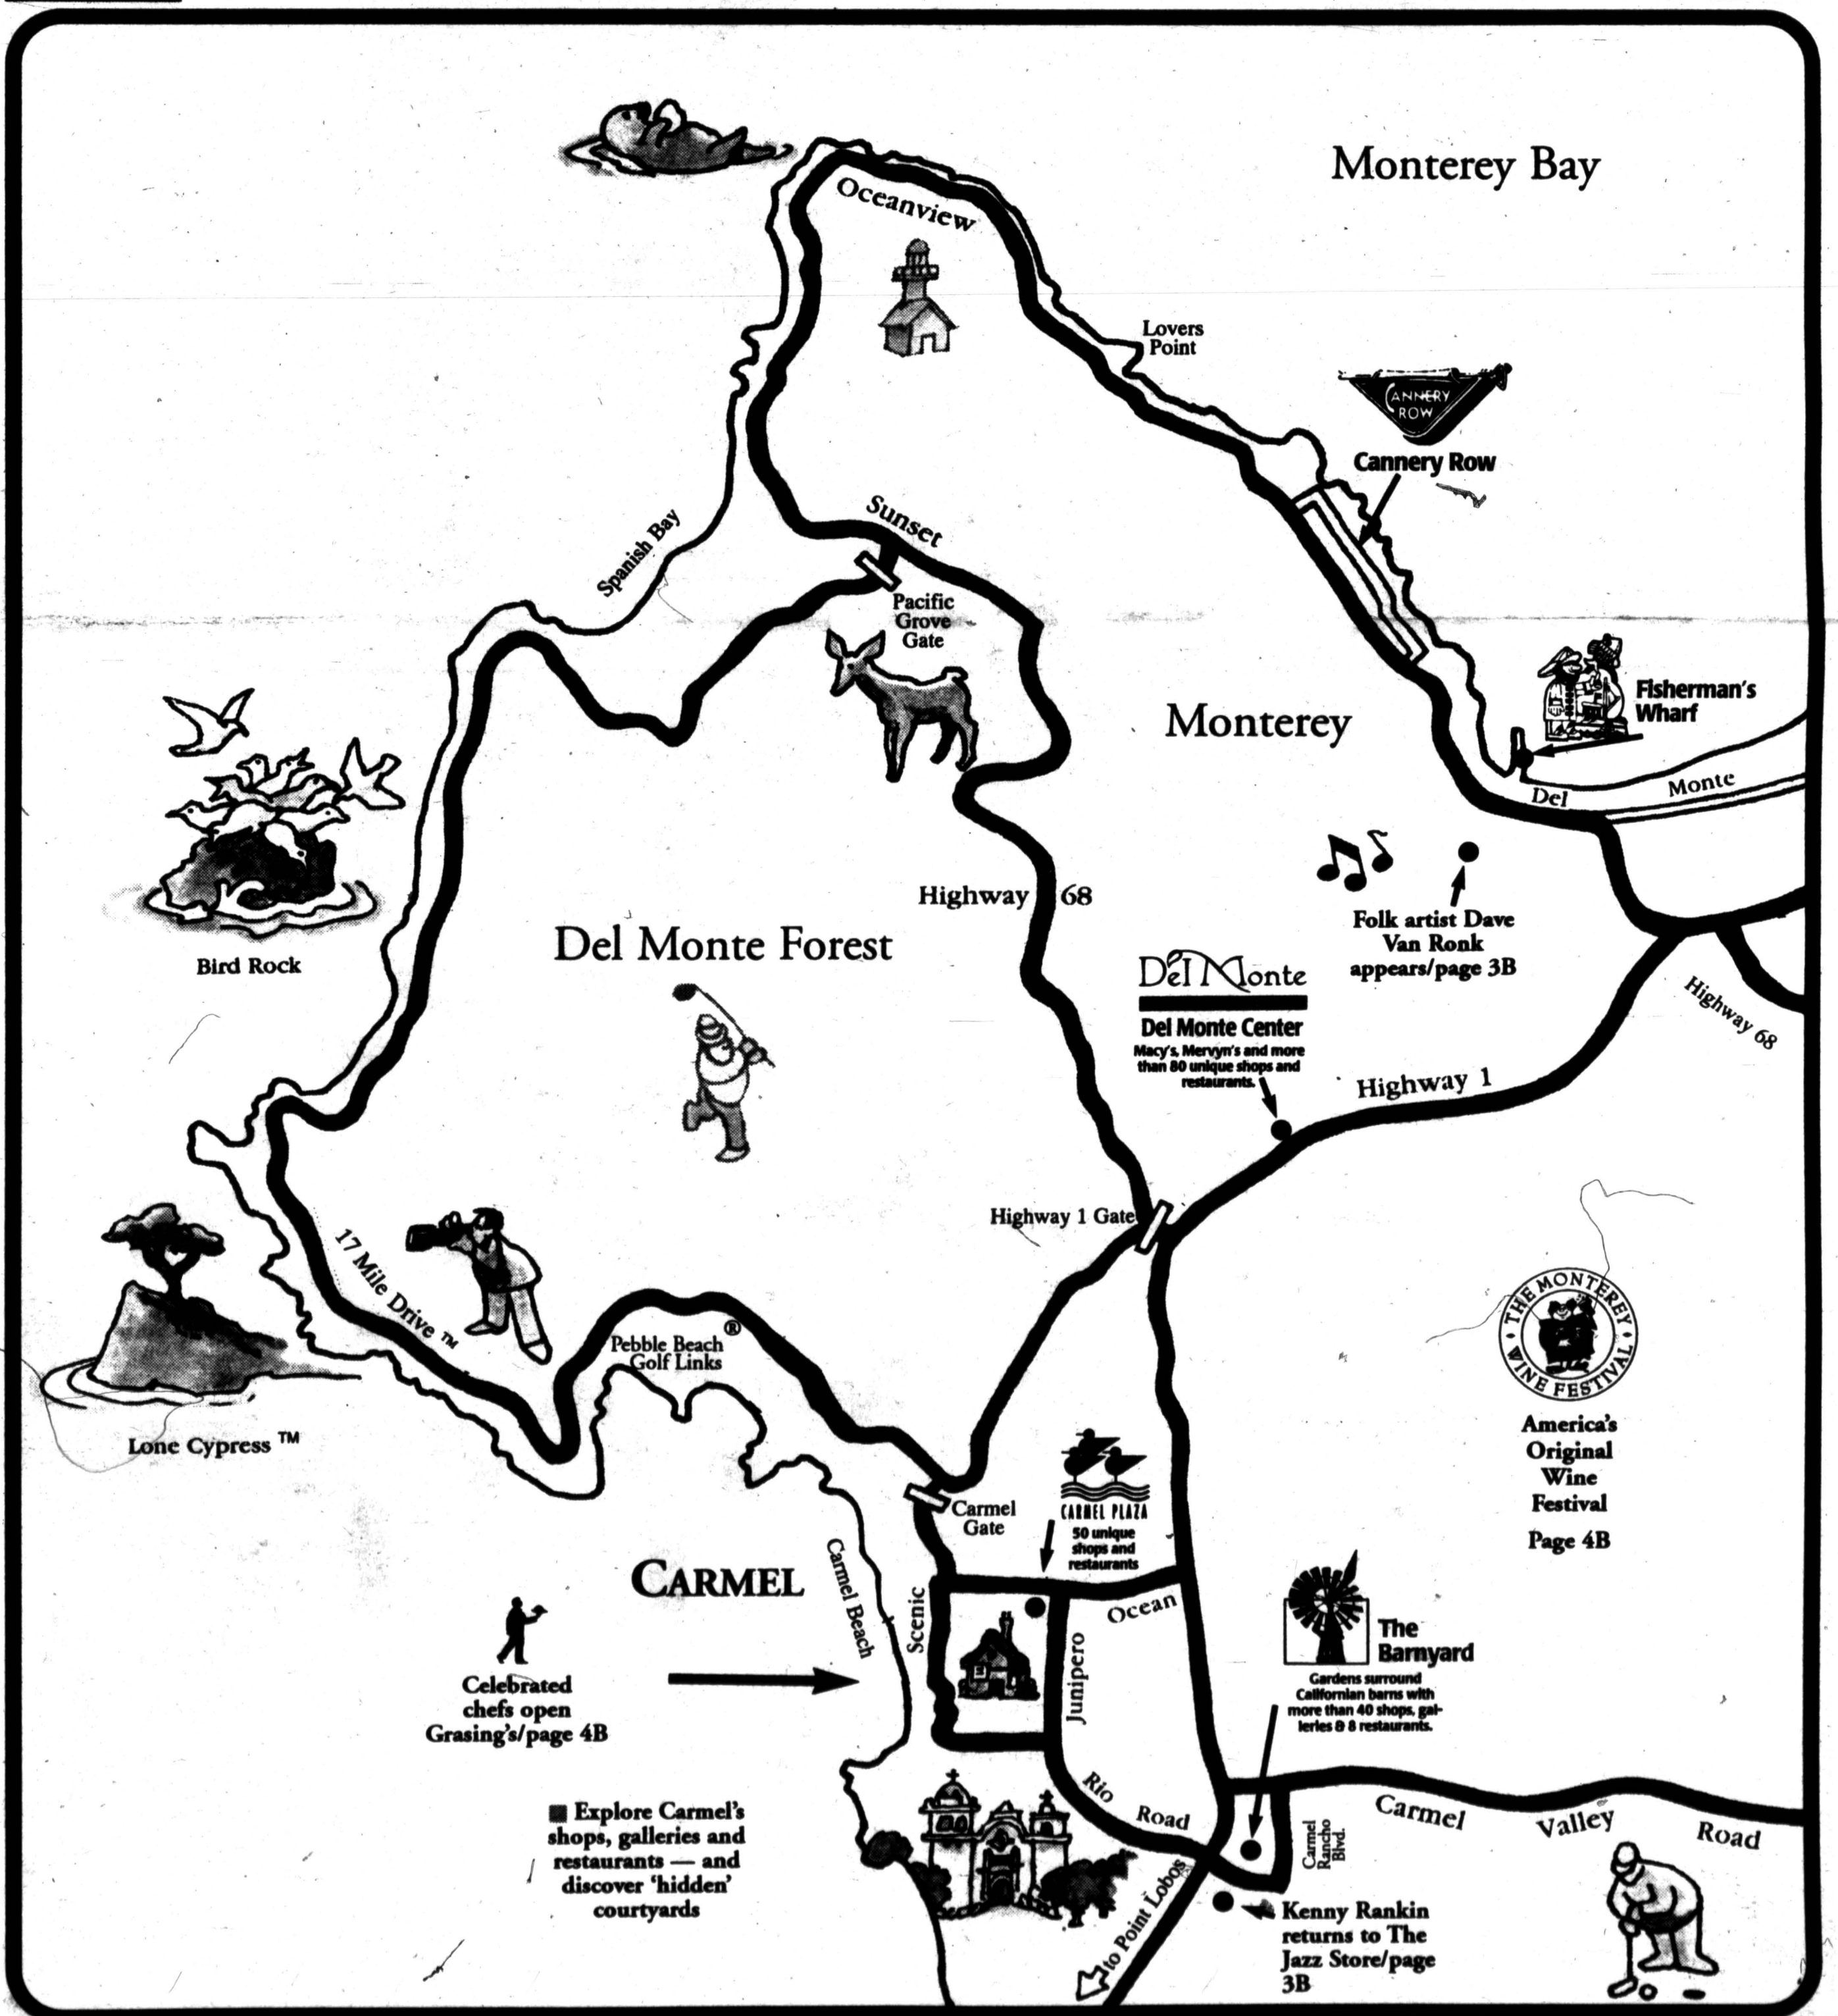 Monterey Bay
Oceanview
Lovers
Point
CANNERY
ROW
Cannery Row
Spanish Bay
Sunset
Pacific
Grove
Gate
Fisherman's
Wharf
Monterey
Del Monte
Highway 68
Folk artist Dave
Van Ronk
appears/page 3B
Bird Rock
Del Monte Forest
Del Monte
Del Monte Center
Macy's, Mervyn's and more
than 80 unique shops and
restaurants.
Highway 68
Highway 1
Highway 1 Gate
17 Mile Drive ™
Pebble Beach ®
Golf Links
Lone Cypress ™
THE MONTEREY
WINE FESTIVAL
America's
Original
Wine
Festival
Page 4B
Carmel
Gate
CARMEL PLAZA
50 unique
shops and
restaurants
CARMEL
Carmel Beach
Scenic
Ocean
Junipero
The
Barnyard
Gardens surround
Californian barns with
more than 40 shops, gal-
leries & 8 restaurants.
Celebrated
chefs open
Grasing's/page 4B
■ Explore Carmel's
shops, galleries and
restaurants — and
discover 'hidden'
courtyards
Rio Road
Carmel Valley Road
Carmel
Rancho
Blvd.
to Point Lobos
Kenny Rankin
returns to The
Jazz Store/page
3B